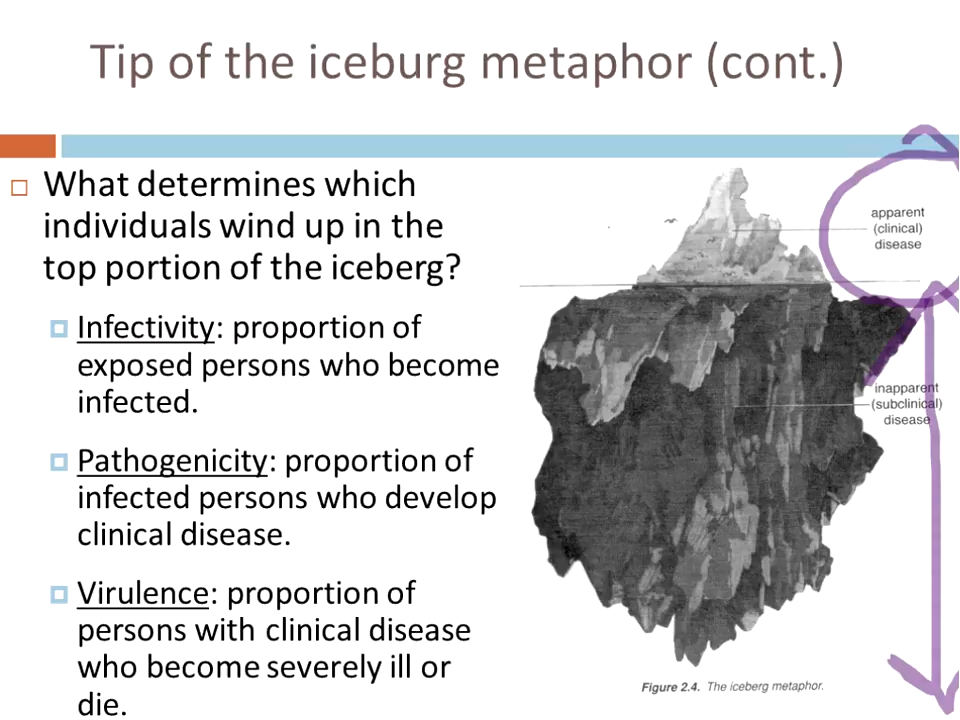 Tip of the iceburg metaphor (cont.)
What determines which
individuals wind up in the
top portion of the iceberg?
Infectivity: proportion of
exposed persons who become
infected.
Pathogenicity: proportion of
infected persons who develop
clinical disease.
Virulence: proportion of
persons with clinical disease
who become severely ill or
die.
apparent
(clinical)
disease
inapparent
(subclinical)
disease
Figure 2.4. The iceberg metaphor.